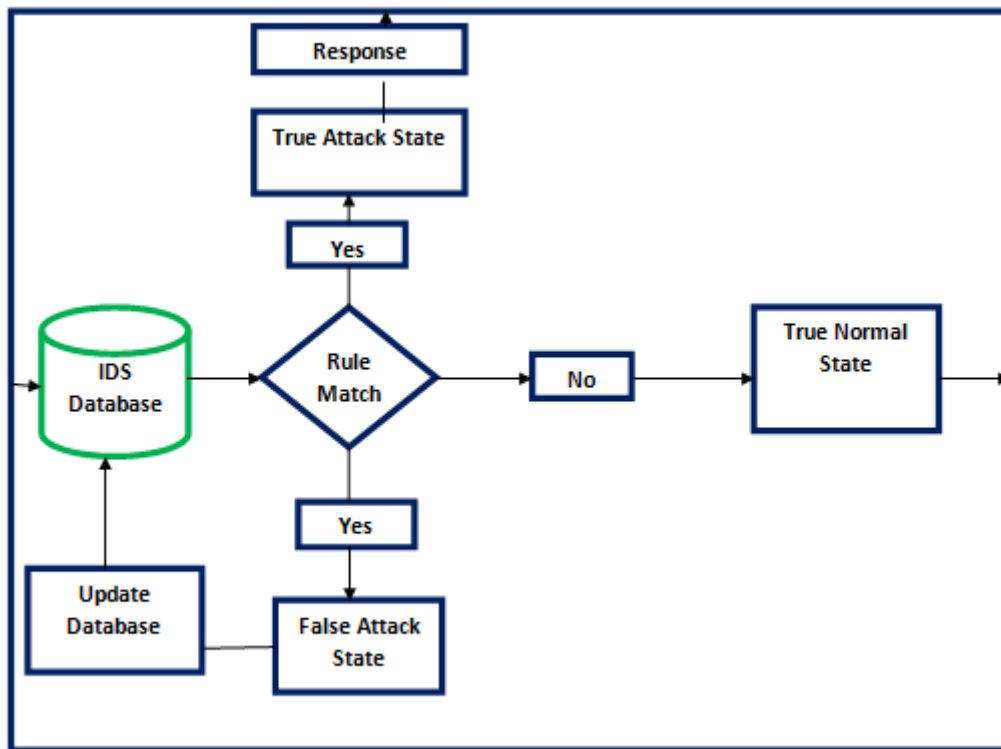 Response
True Attack State
Yes
IDS
Database
Rule
Match
No
True Normal
State
Yes
Update
Database
False Attack
State